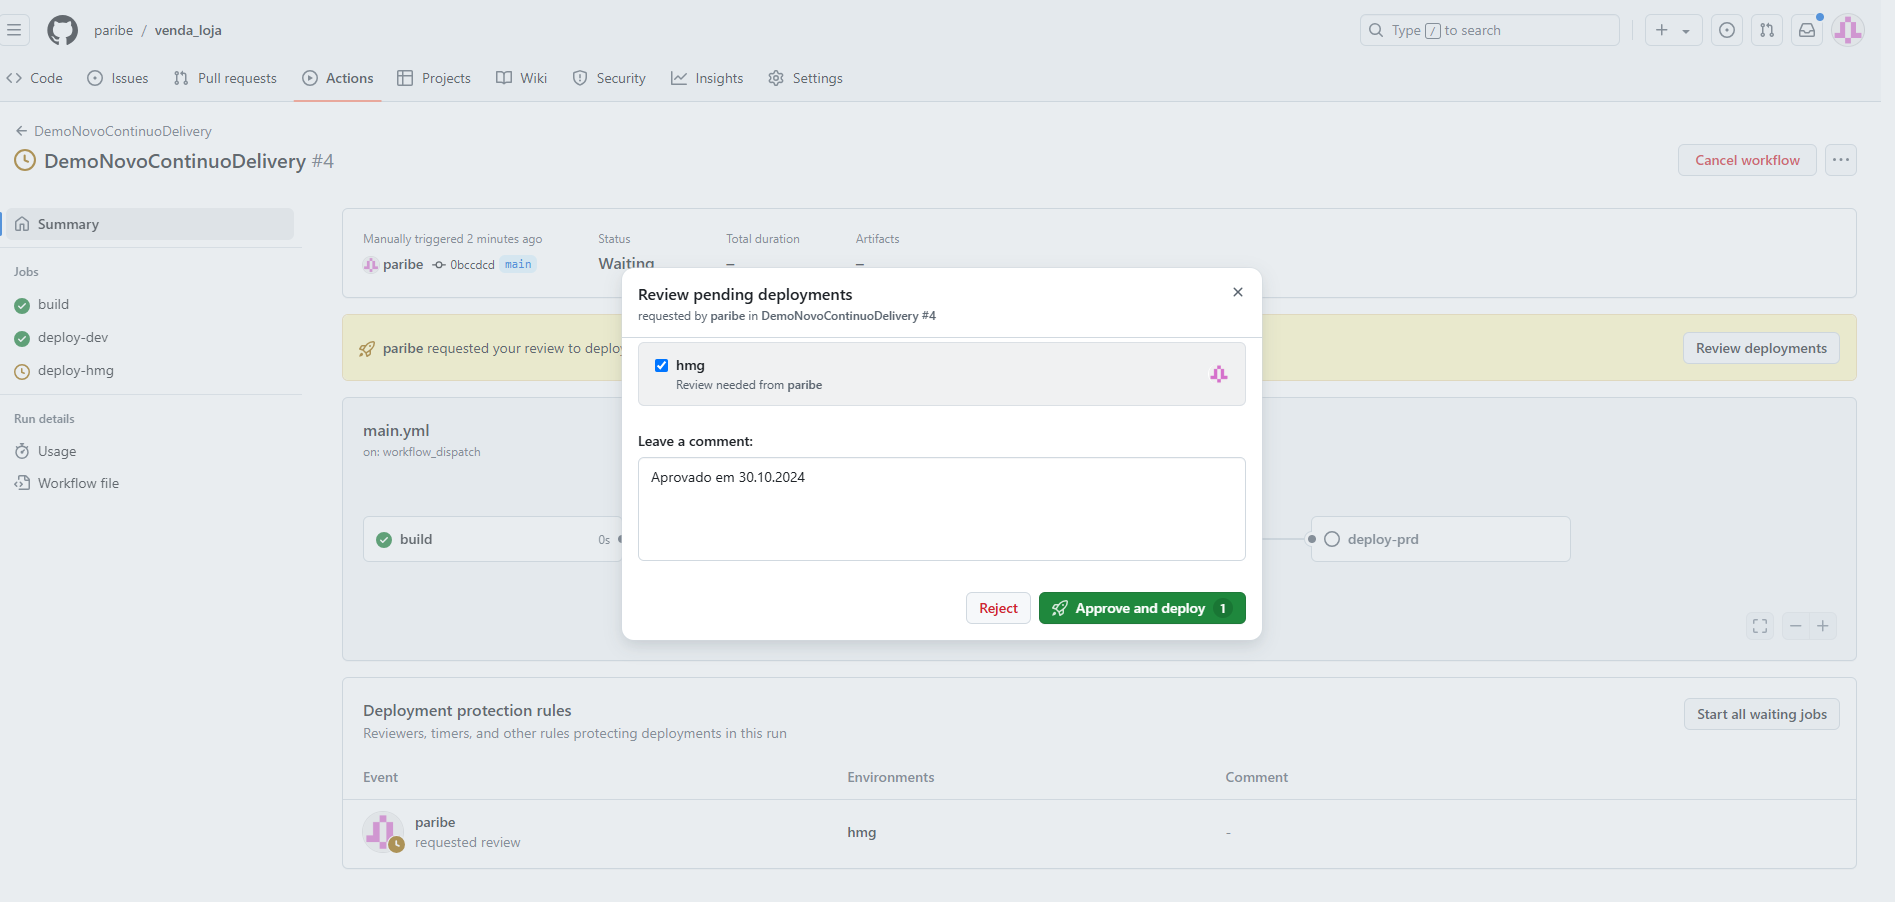 paribe / venda_loja
Type / to search
Code Issues Pull requests Actions Projects Wiki Security Insights Settings
DemoNovoContinuoDelivery
DemoNovoContinuoDelivery #4
Cancel workflow
Summary
Jobs
build
deploy-dev
deploy-hmg
Run details
Usage
Workflow file
Manually triggered 2 minutes ago
paribe 0bccdcd main
Status
Waiting
Total duration
–
Artifacts
–
paribe requested your review to deploy
Review deployments
main.yml
on: workflow_dispatch
build 0s
deploy-prd
Review pending deployments
requested by paribe in DemoNovoContinuoDelivery #4
hmg
Review needed from paribe
Leave a comment:
Aprovado em 30.10.2024
Reject
Approve and deploy 1
Deployment protection rules
Reviewers, timers, and other rules protecting deployments in this run
Start all waiting jobs
Event Environments Comment
paribe
requested review
hmg
-